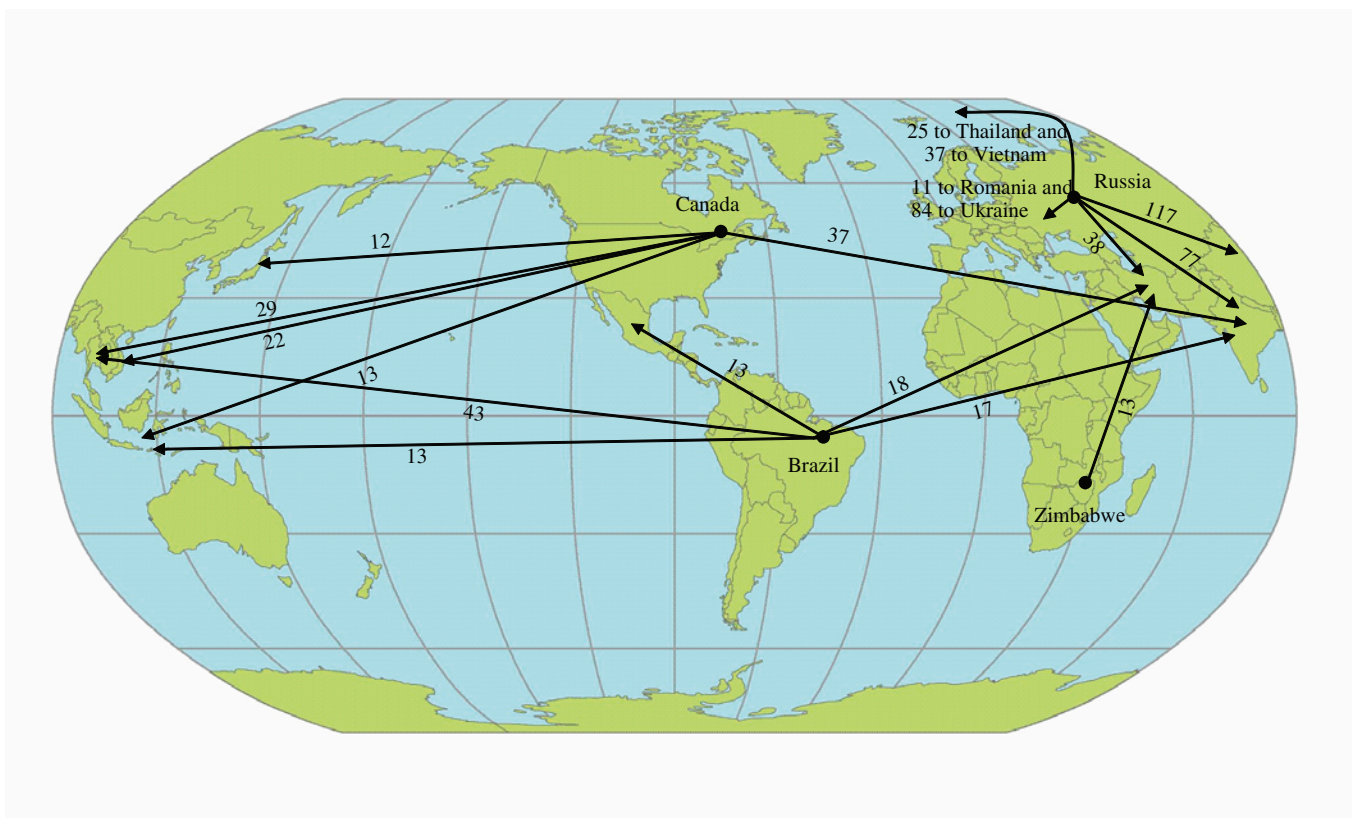 25 to Thailand and
37 to Vietnam
11 to Romania and
84 to Ukraine
Russia
117
Canada
12
37
38
77
29
22
13
13
18
17
13
43
13
Brazil
Zimbabwe